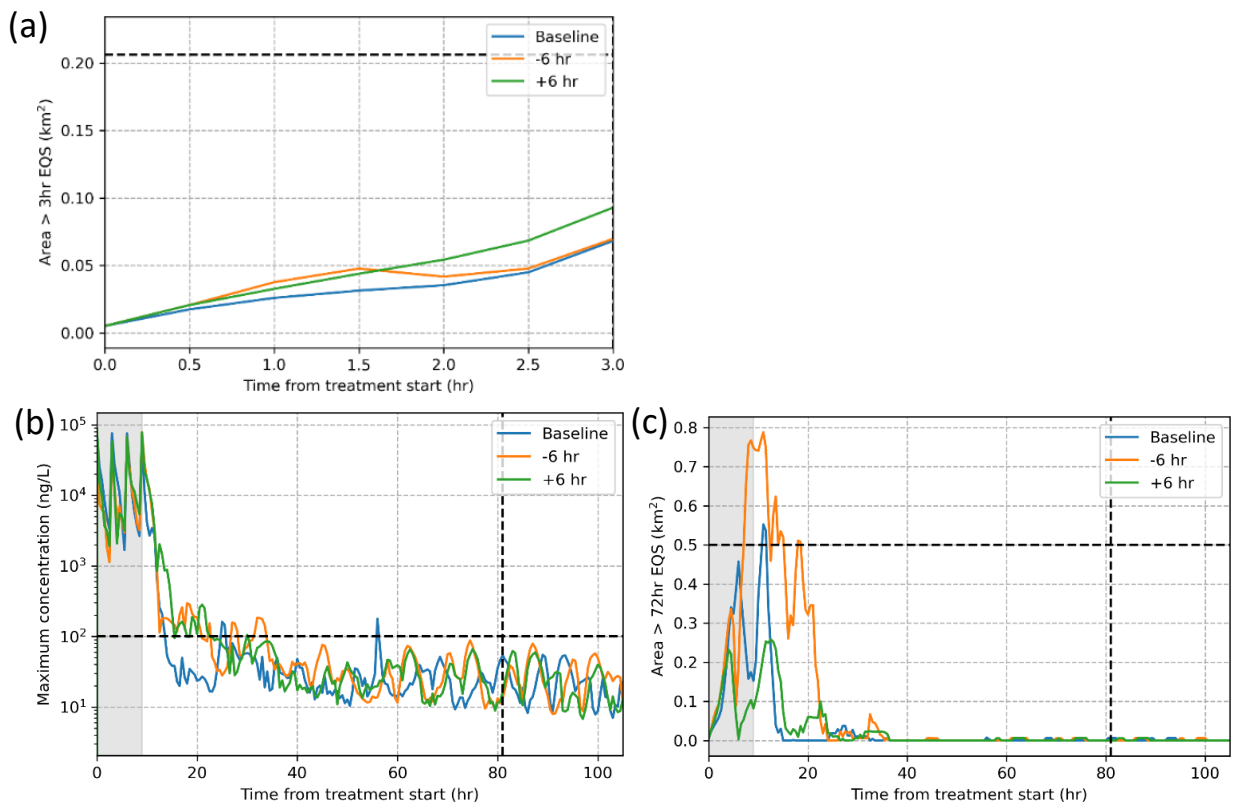 (a)
Area > 3hr EQS (km²)
0.20
0.15
0.10
0.05
0.00
Baseline
-6 hr
+6 hr
0.0 0.5 1.0 1.5 2.0 2.5 3.0
Time from treatment start (hr)
(b)
Maximum concentration (ng/L)
10⁵
10⁴
10³
10²
10¹
Baseline
-6 hr
+6 hr
0 20 40 60 80 100
Time from treatment start (hr)
(c)
Area > 72hr EQS (km²)
0.8
0.7
0.6
0.5
0.4
0.3
0.2
0.1
0.0
Baseline
-6 hr
+6 hr
0 20 40 60 80 100
Time from treatment start (hr)